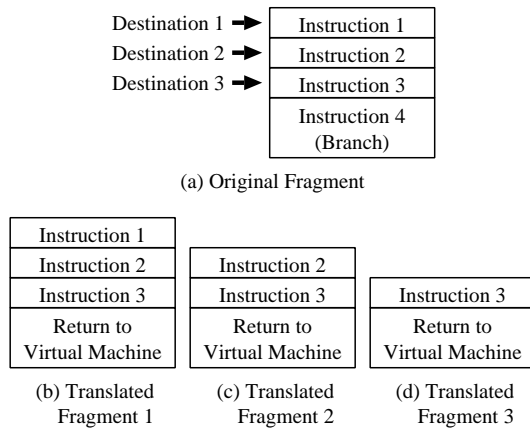 Destination 1
Instruction 1
Destination 2
Instruction 2
Destination 3
Instruction 3
Instruction 4
(Branch)
(a) Original Fragment
Instruction 1
Instruction 2
Instruction 3
Return to
Virtual Machine
(b) Translated
Fragment 1
Instruction 2
Instruction 3
Return to
Virtual Machine
(c) Translated
Fragment 2
Instruction 3
Return to
Virtual Machine
(d) Translated
Fragment 3